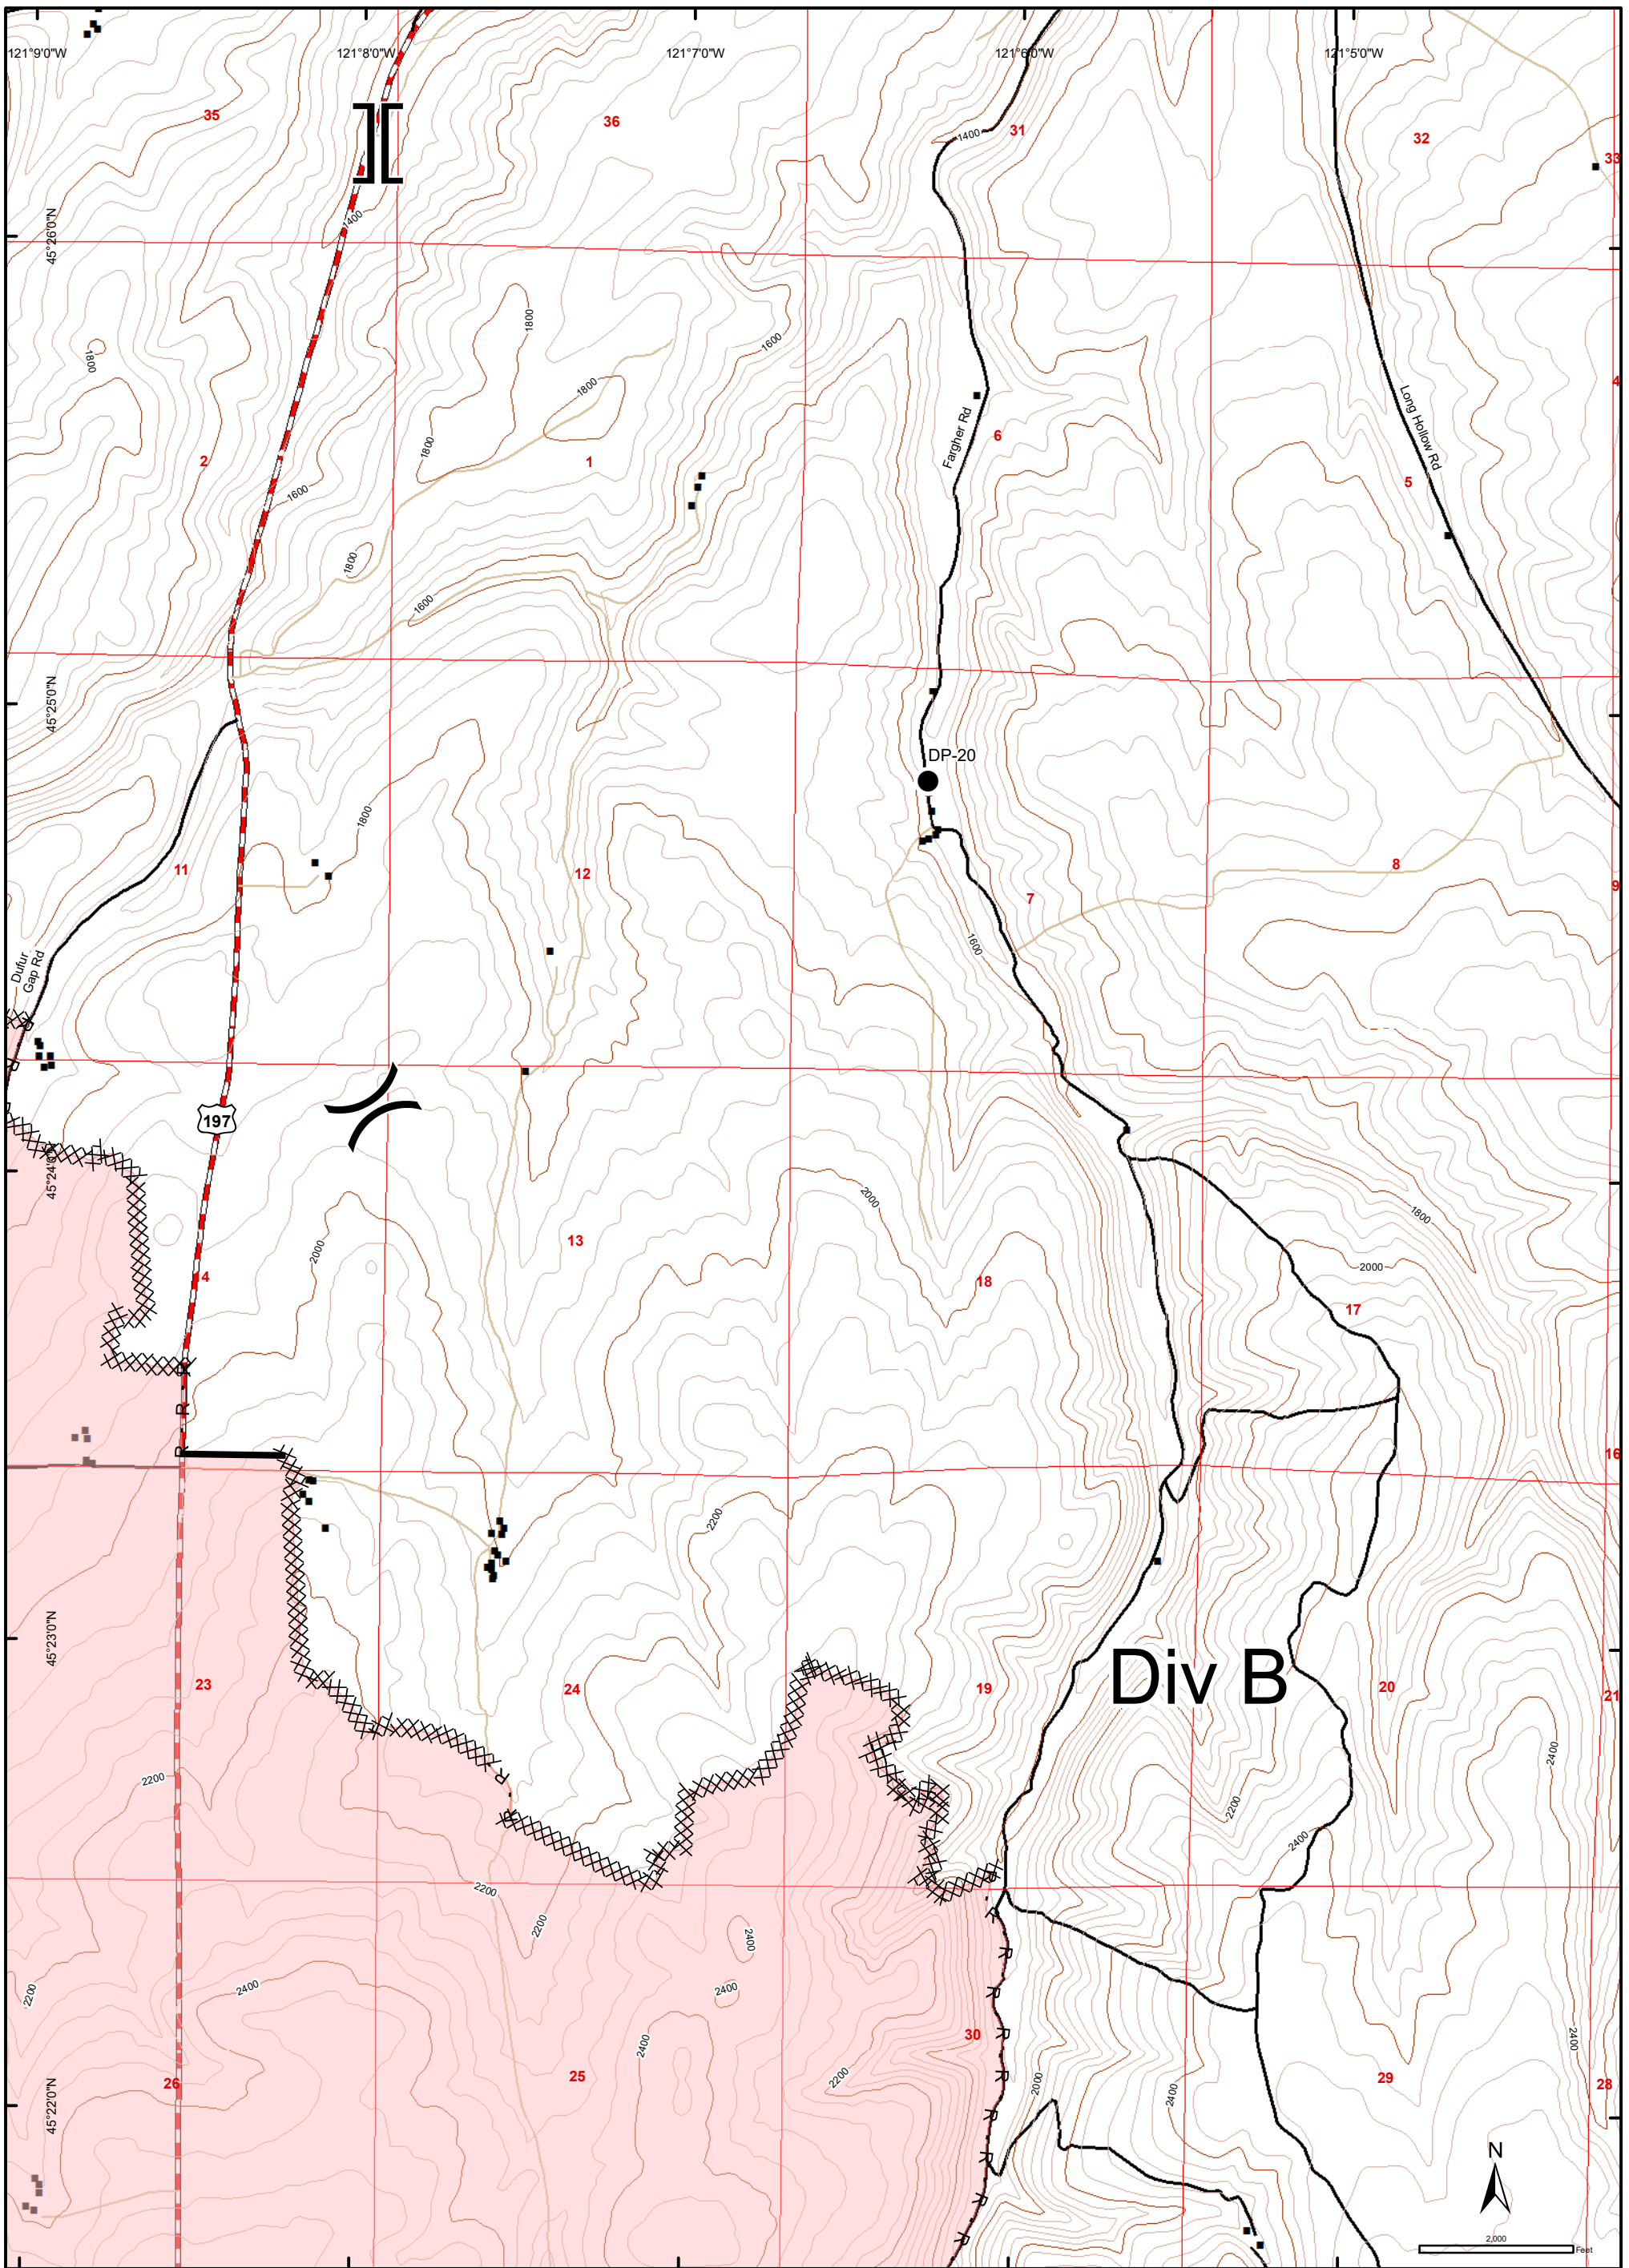 121°9'0"W
121°8'0"W
121°7'0"W
121°6'0"W
121°5'0"W
35
36
31
32
33
1400
][
1400
45°26'0"N
1800
1800
1600
1800
1800
4
Fargher Rd
Long Hollow Rd
6
2
1
5
1600
1800
1600
45°25'0"N
DP-20
1800
11
12
8
7
9
1600
Dufur
Gap Rd
R
197
45°24'0"N
2000
1800
2000
13
2000
4
18
17
R
R
R
16
2200
45°23'0"N
Div B
23
24
19
20
21
2200
R
2400
2200
R
2400
R
2200
2200
2400
R
R
2400
2400
R
2200
30
R
2400
2400
26
25
2200
R
2000
2400
29
28
45°22'0"N
R
R
N
R
R
2,000
Feet